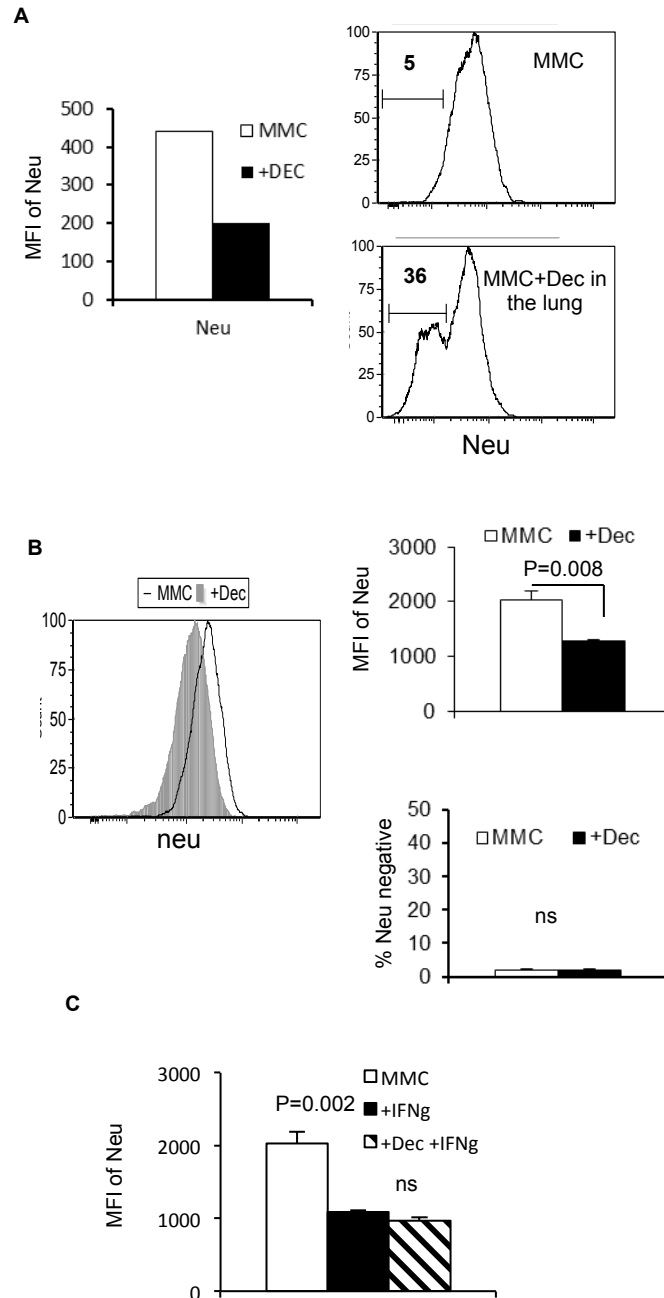 A
500
400
300
200
100
0
MFI of Neu
MMC
+DEC
Neu
100
75
50
25
0
5
MMC
100
75
50
25
0
36
MMC+Dec in
the lung
Neu
B
– MMC +Dec
100
75
50
25
0
neu
MMC +Dec
3000
2000
1000
0
MFI of Neu
P=0.008
50
40
30
20
10
0
% Neu negative
MMC +Dec
ns
C
3000
2000
1000
0
MFI of Neu
P=0.002
MMC
+IFNg
+Dec +IFNg
ns